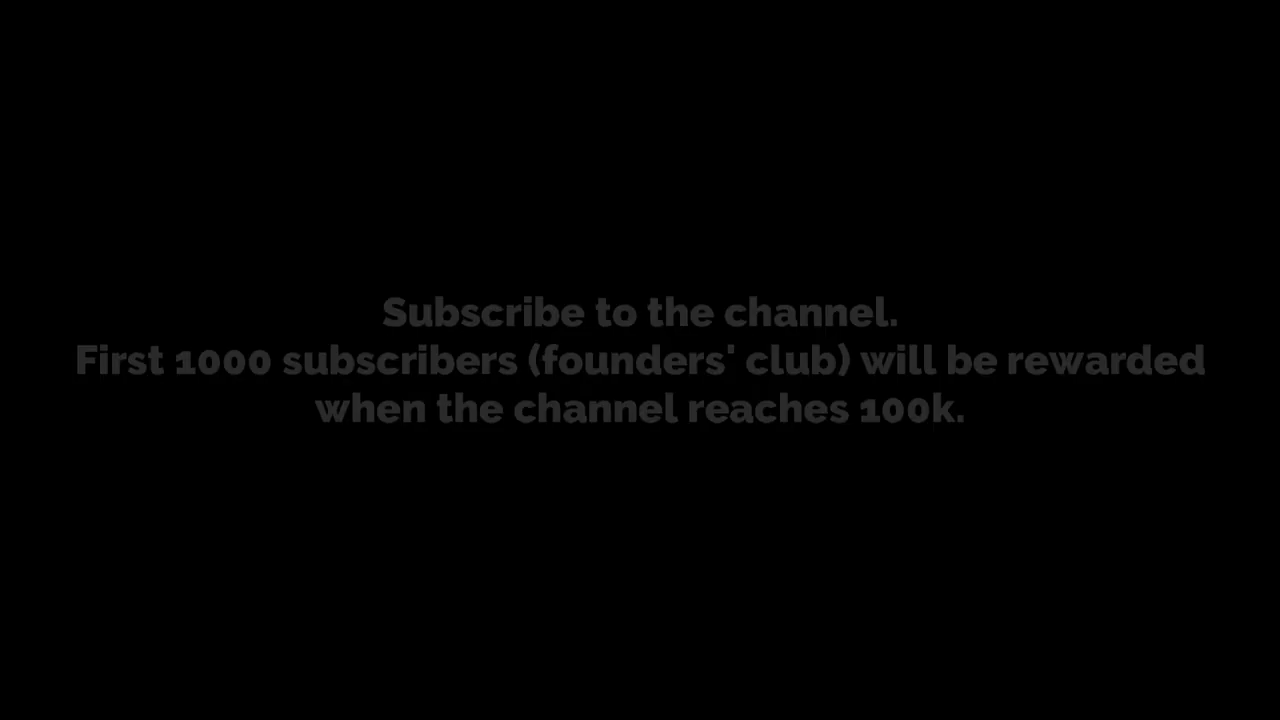 Subscribe to the channel.
First 1000 subscribers (founders' club) will be rewarded
when the channel reaches 100k.